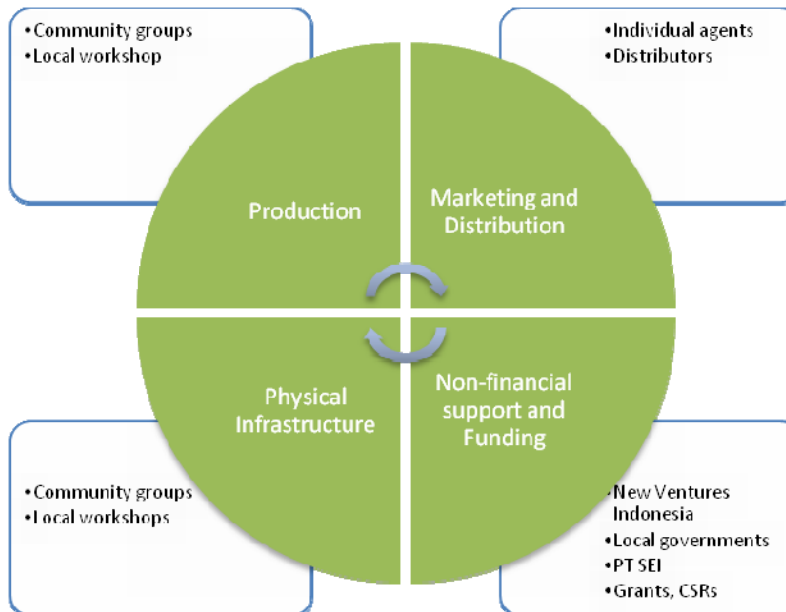 •Community groups
•Local workshop
•Individual agents
•Distributors
Production
Marketing and
Distribution
Physical
Infrastructure
Non-financial
support and
Funding
•Community groups
•Local workshops
•New Ventures
Indonesia
•Local governments
•PT SEI
•Grants, CSRs